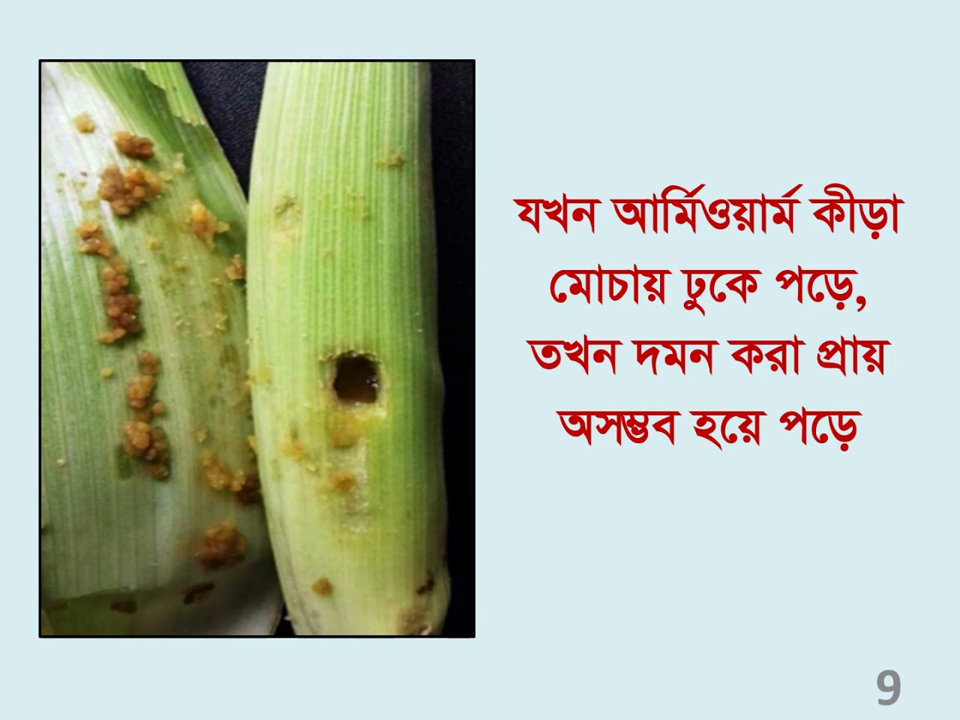 যখন আর্মিওয়ার্ম কীড়া
মোচায় ঢুকে পড়ে,
তখন দমন করা প্রায়
অসম্ভব হয়ে পড়ে
9